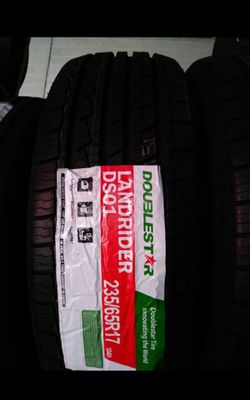 DOUBLESTAR
LANDRIDER
DS01
235/65R17
Doublestar Tire
Innovating the World